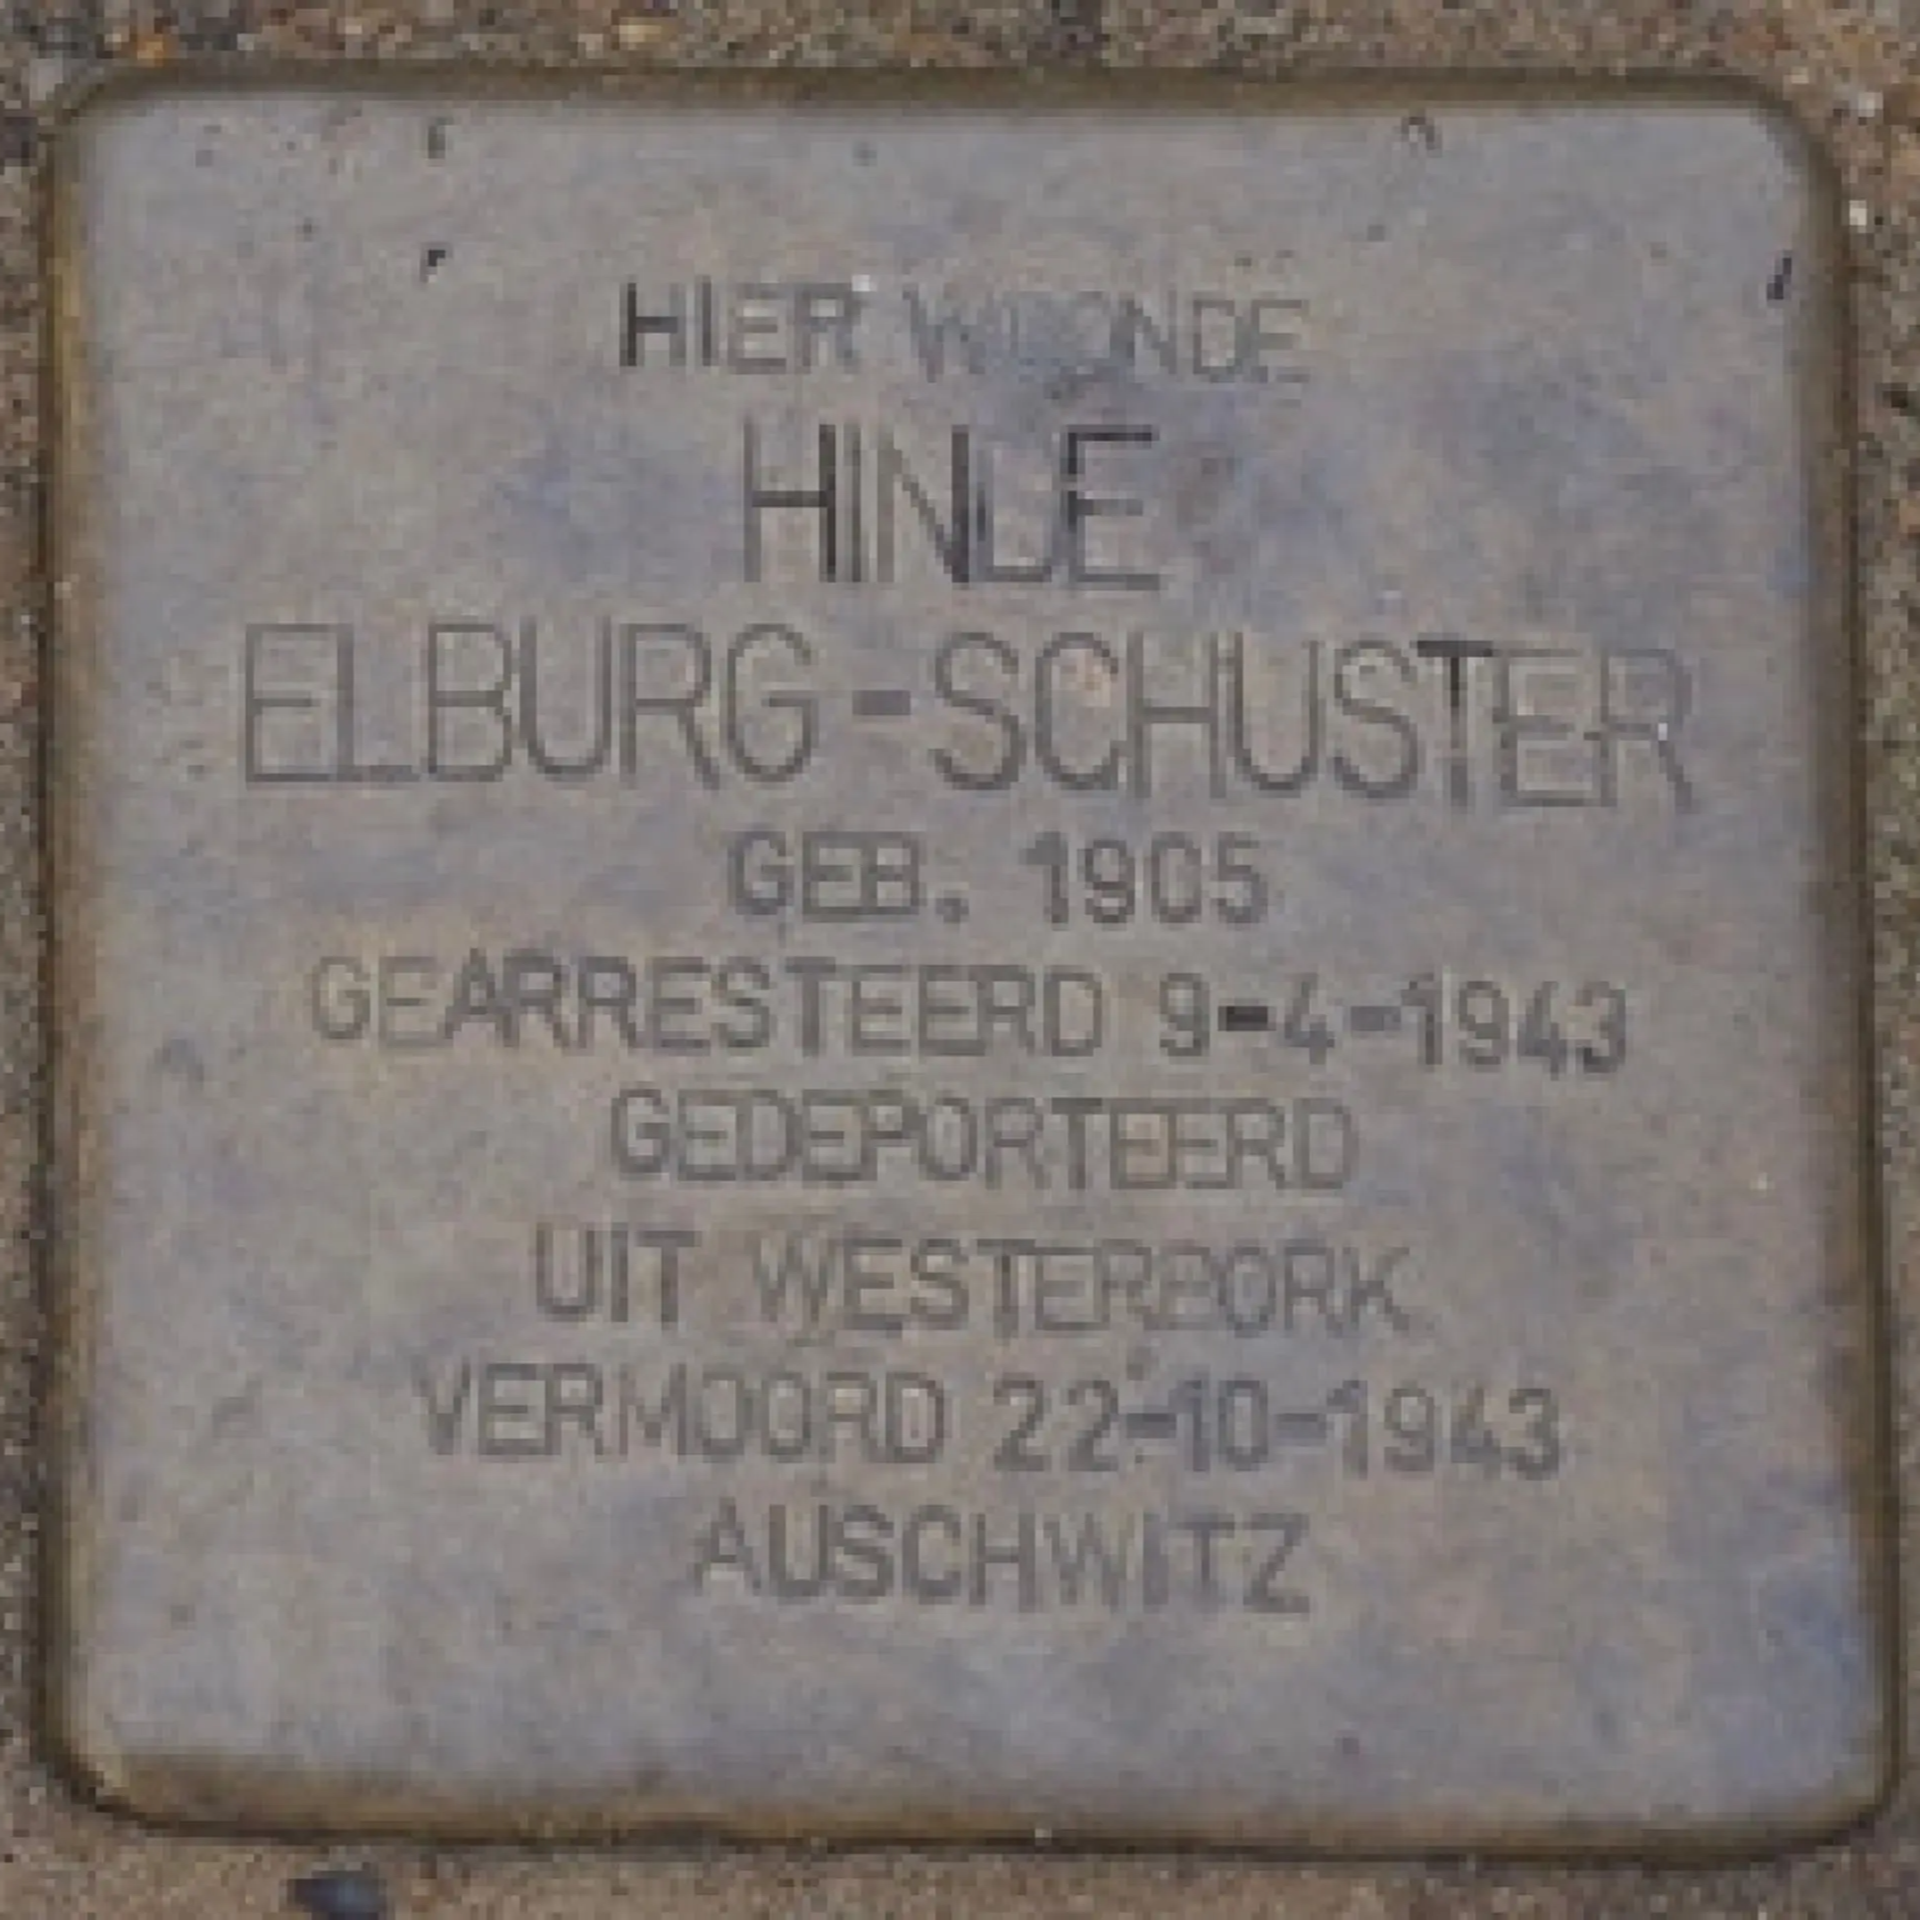 HIER WOONDE
HINDE
ELBURG-SCHUSTER
GEB. 1905
GEARRESTEERD 9-4-1943
GEDEPORTEERD
UIT WESTERBORK
VERMOORD 22-10-1943
AUSCHWITZ